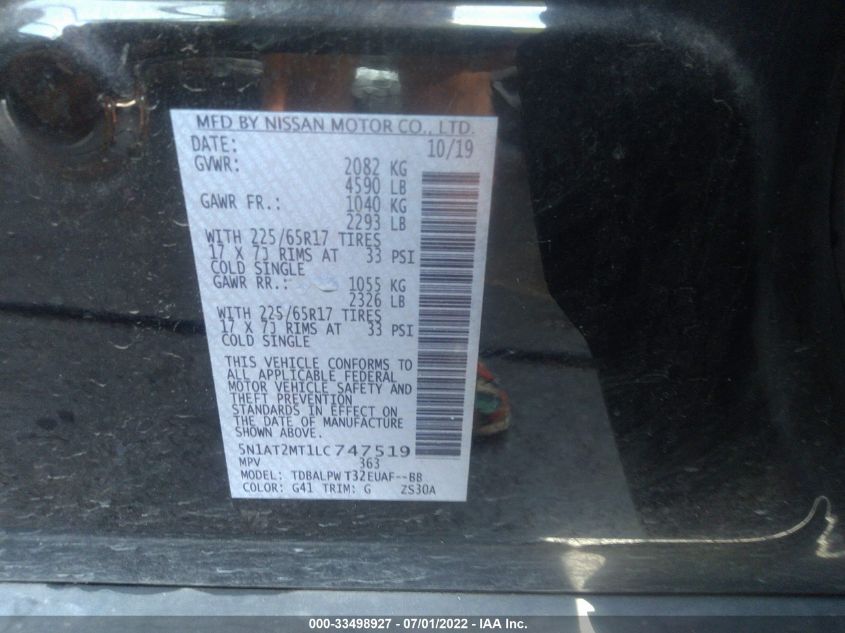 MFD BY NISSAN MOTOR CO., LTD.
DATE: 10/19
GVWR: 2082 KG
4590 LB
GAWR FR.: 1040 KG
2293 LB
WITH 225/65R17 TIRES
17 X 7J RIMS AT 33 PSI
COLD SINGLE
GAWR RR.: 1055 KG
2326 LB
WITH 225/65R17 TIRES
17 X 7J RIMS AT 33 PSI
COLD SINGLE
THIS VEHICLE CONFORMS TO
ALL APPLICABLE FEDERAL
MOTOR VEHICLE SAFETY AND
THEFT PREVENTION
STANDARDS IN EFFECT ON
THE DATE OF MANUFACTURE
SHOWN ABOVE.
5N1AT2MT1LC747519
MPV 363
MODEL: TDBALPW T32EUAF--BB
COLOR: G41 TRIM: G ZS30A
000-33498927 - 07/01/2022 - IAA Inc.